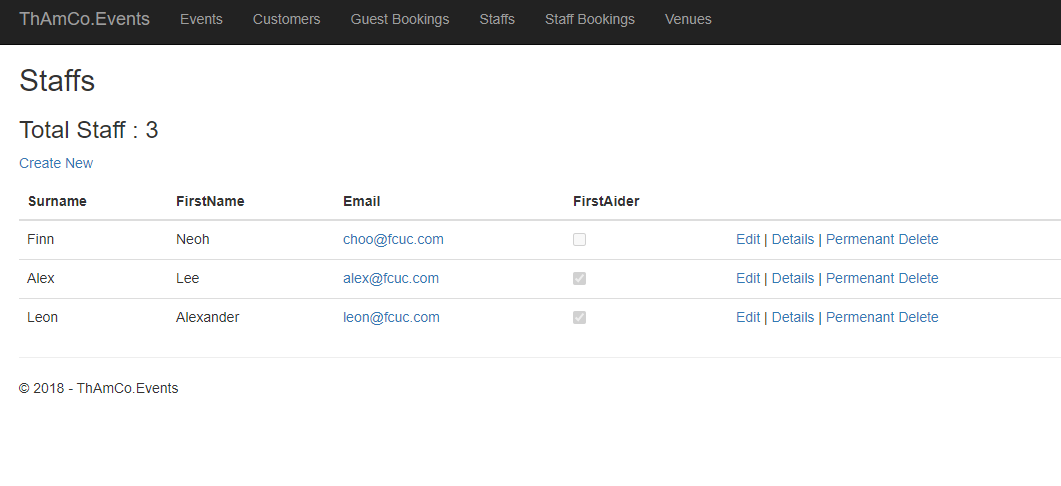 ThAmCo.Events Events Customers Guest Bookings Staffs Staff Bookings Venues
Staffs
Total Staff : 3
Create New
Surname FirstName Email FirstAider
Finn Neoh choo@fcuc.com Edit | Details | Permenant Delete
Alex Lee alex@fcuc.com Edit | Details | Permenant Delete
Leon Alexander leon@fcuc.com Edit | Details | Permenant Delete
© 2018 - ThAmCo.Events